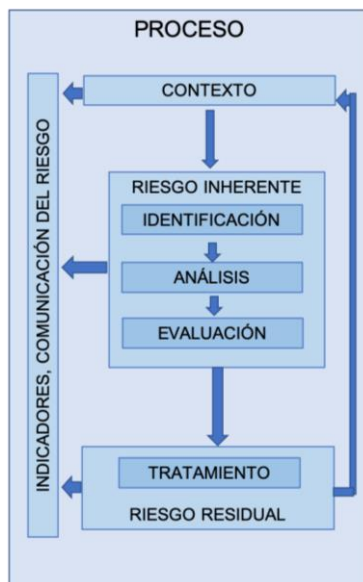 PROCESO
CONTEXTO
INDICADORES, COMUNICACIÓN DEL RIESGO
RIESGO INHERENTE
IDENTIFICACIÓN
ANÁLISIS
EVALUACIÓN
TRATAMIENTO
RIESGO RESIDUAL